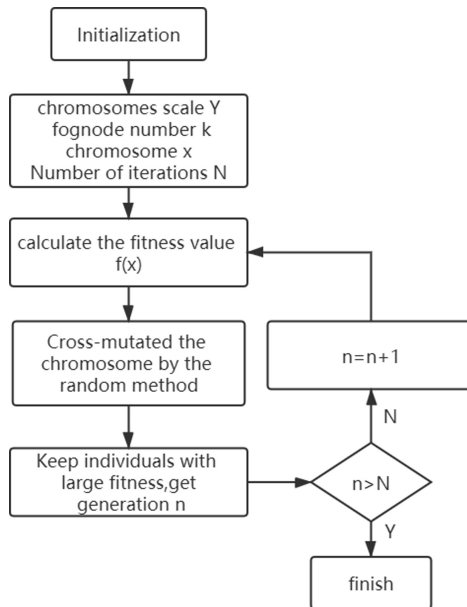 Initialization
chromosomes scale Y
fognode number k
chromosome x
Number of iterations N
calculate the fitness value
f(x)
Cross-mutated the
chromosome by the
random method
Keep individuals with
large fitness,get
generation n
n>N
N
n=n+1
Y
finish